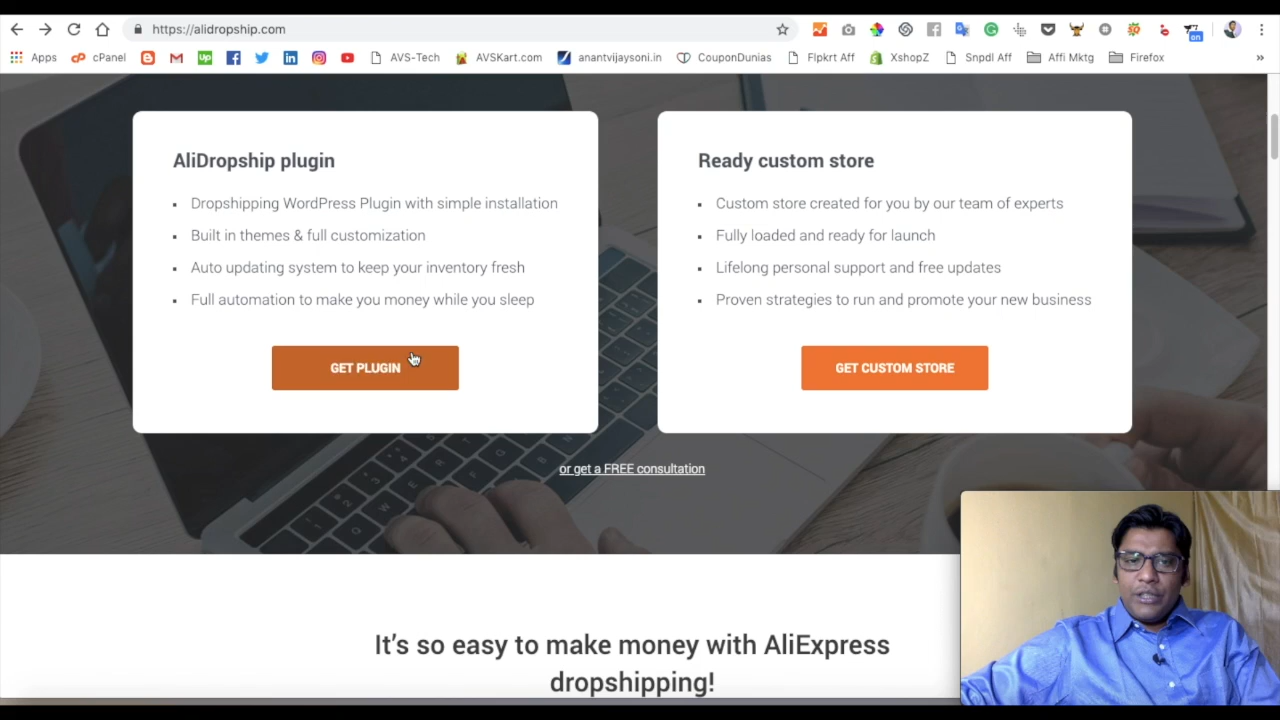 https://alidropship.com
on
Apps cPanel Up AVS-Tech AVSKart.com anantvijaysoni.in CouponDunias Flpkrt Aff XshopZ Snpdl Aff Affi Mktg Firefox »
AliDropship plugin
Dropshipping WordPress Plugin with simple installation
Built in themes & full customization
Auto updating system to keep your inventory fresh
Full automation to make you money while you sleep
GET PLUGIN
Ready custom store
Custom store created for you by our team of experts
Fully loaded and ready for launch
Lifelong personal support and free updates
Proven strategies to run and promote your new business
GET CUSTOM STORE
or get a FREE consultation
It's so easy to make money with AliExpress
dropshipping!